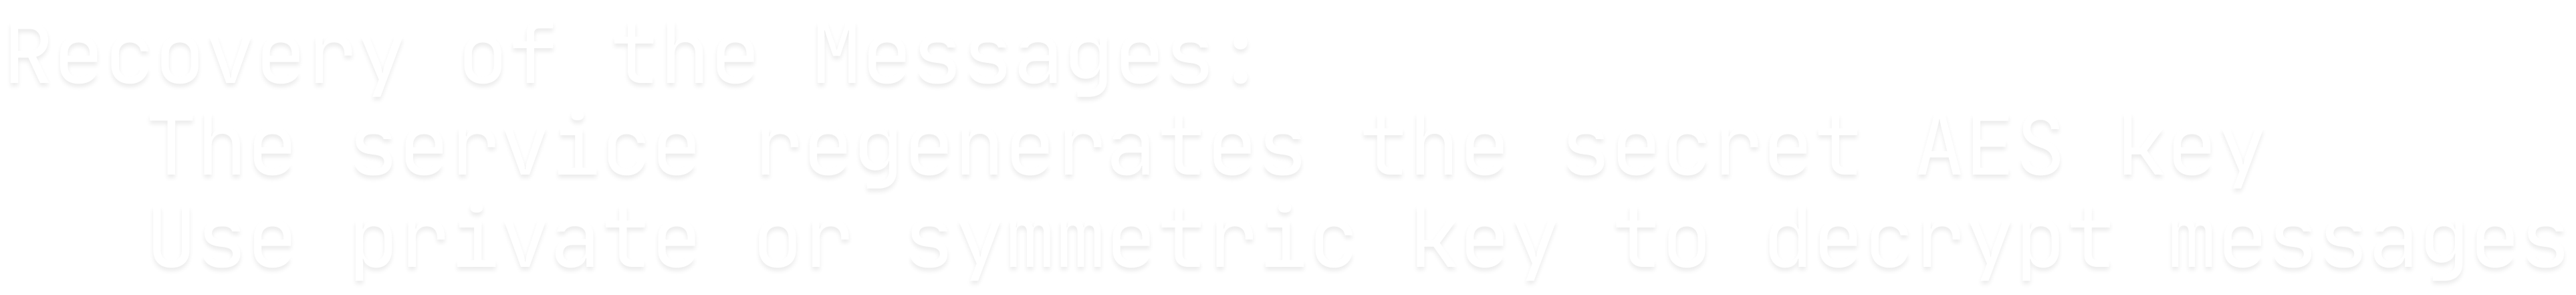 Recovery of the Messages:
The service regenerates the secret AES key
Use private or symmetric key to decrypt messages